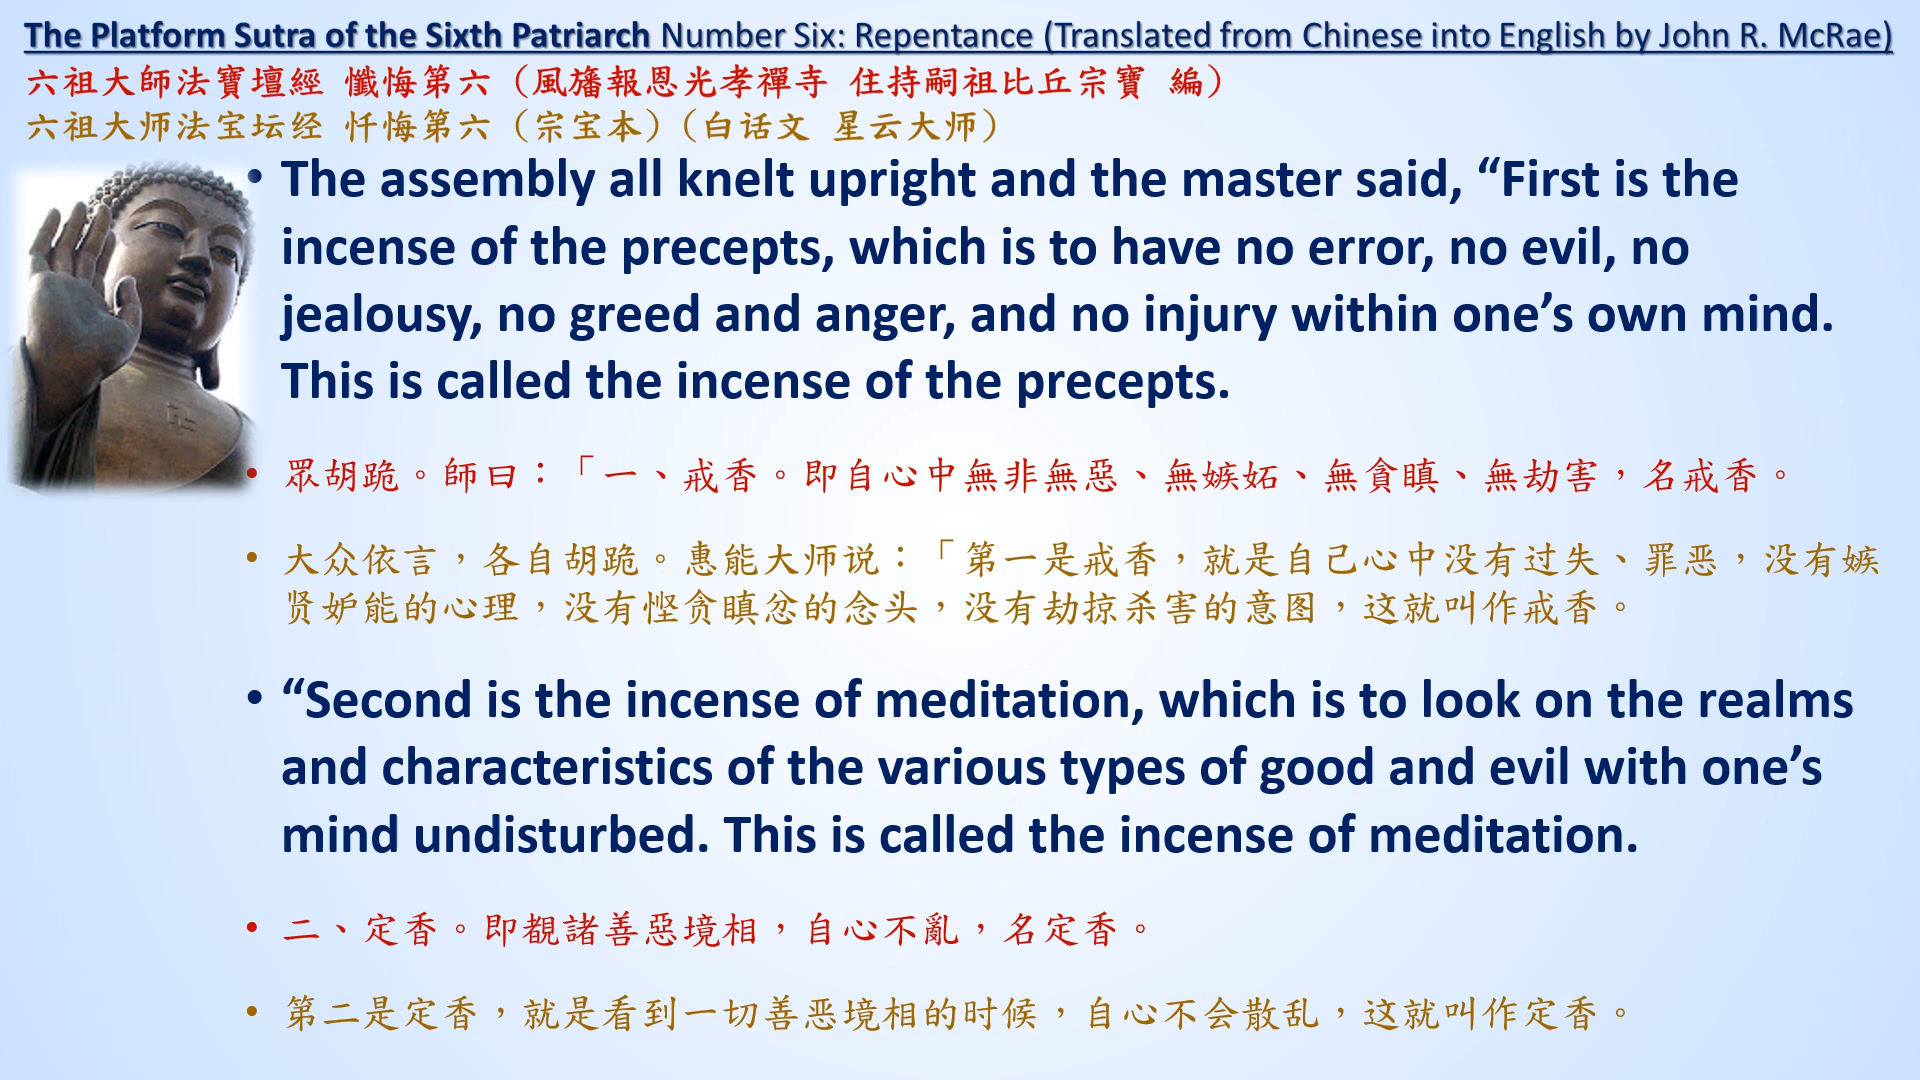 The Platform Sutra of the Sixth Patriarch Number Six: Repentance (Translated from Chinese into English by John R. McRae)
六祖大師法寶壇經 懺悔第六（風旛報恩光孝禪寺 住持嗣祖比丘宗寶 編）
六祖大师法宝坛经 忏悔第六（宗宝本）（白话文 星云大师）
• The assembly all knelt upright and the master said, “First is the
incense of the precepts, which is to have no error, no evil, no
jealousy, no greed and anger, and no injury within one’s own mind.
This is called the incense of the precepts.
• 眾胡跪。師曰：「一、戒香。即自心中無非無惡、無嫉妬、無貪瞋、無劫害，名戒香。
• 大众依言，各自胡跪。惠能大师说：「第一是戒香，就是自己心中没有过失、罪恶，没有嫉
贤妒能的心理，没有悭贪瞋忿的念头，没有劫掠杀害的意图，这就叫作戒香。
• “Second is the incense of meditation, which is to look on the realms
and characteristics of the various types of good and evil with one’s
mind undisturbed. This is called the incense of meditation.
• 二、定香。即覩諸善惡境相，自心不亂，名定香。
• 第二是定香，就是看到一切善恶境相的时候，自心不会散乱，这就叫作定香。